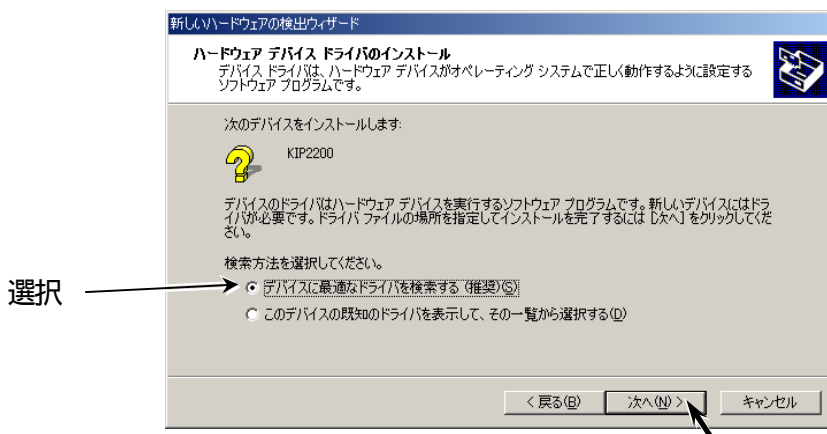 新しいハードウェアの検出ウィザード
ハードウェア デバイス ドライバのインストール
デバイス ドライバは、ハードウェア デバイスがオペレーティング システムで正しく動作するように設定する
ソフトウェア プログラムです。
次のデバイスをインストールします:
KIP2200
デバイスのドライバはハードウェア デバイスを実行するソフトウェア プログラムです。新しいデバイスにはドラ
イバが必要です。ドライバ ファイルの場所を指定してインストールを完了するには [次へ] をクリックしてくだ
さい。
検索方法を選択してください。
選択
デバイスに最適なドライバを検索する (推奨)(S)
このデバイスの既知のドライバを表示して、その一覧から選択する(D)
< 戻る(B) 次へ(N) > キャンセル